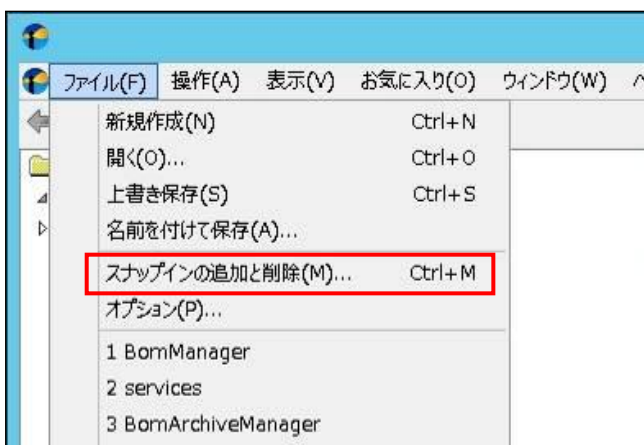 ファイル(F) 操作(A) 表示(V) お気に入り(O) ウィンドウ(W)
新規作成(N) Ctrl+N
開く(O)... Ctrl+O
上書き保存(S) Ctrl+S
名前を付けて保存(A)...
スナップインの追加と削除(M)... Ctrl+M
オプション(P)...
1 BomManager
2 services
3 BomArchiveManager